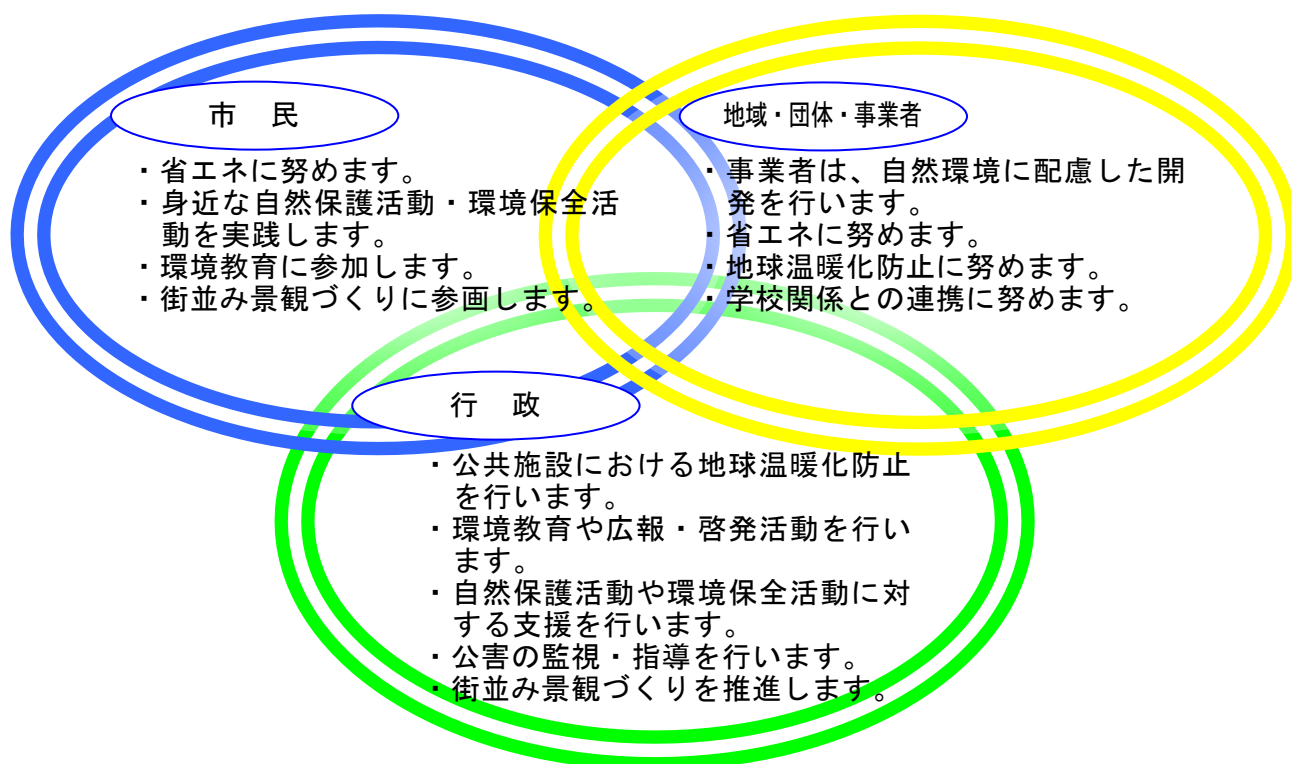 市　民
・省エネに努めます。
・身近な自然保護活動・環境保全活
動を実践します。
・環境教育に参加します。
・街並み景観づくりに参画します。
地域・団体・事業者
・事業者は、自然環境に配慮した開
発を行います。
・省エネに努めます。
・地球温暖化防止に努めます。
・学校関係との連携に努めます。
行　政
・公共施設における地球温暖化防止
を行います。
・環境教育や広報・啓発活動を行い
ます。
・自然保護活動や環境保全活動に対
する支援を行います。
・公害の監視・指導を行います。
・街並み景観づくりを推進します。